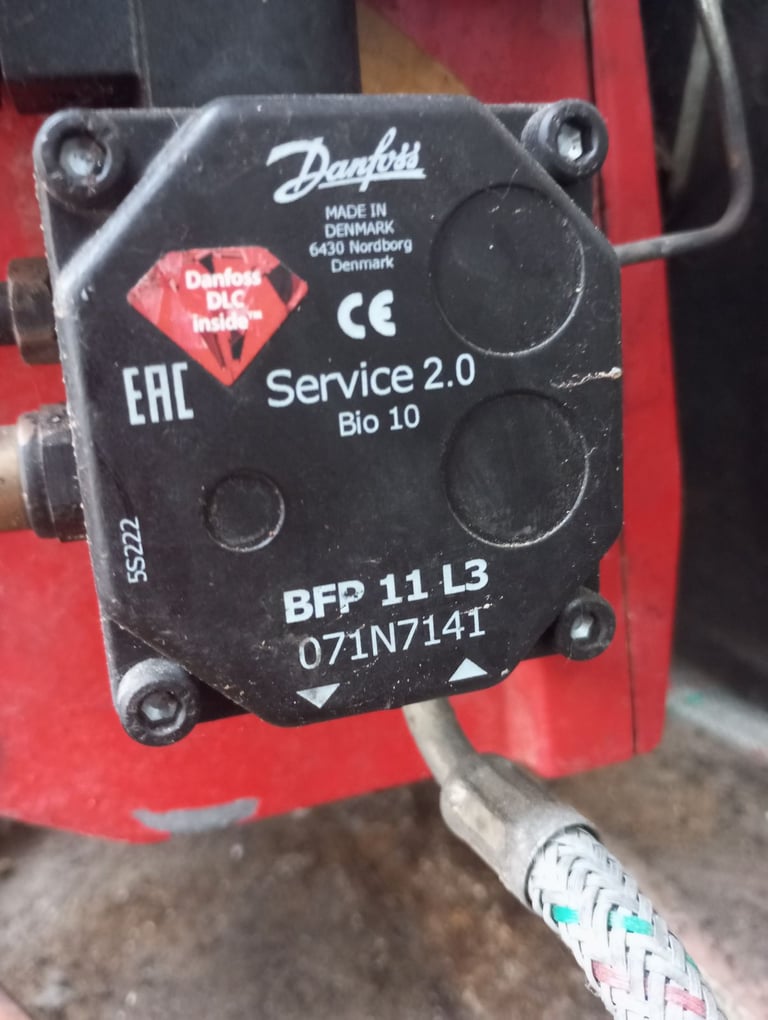 Danfoss
MADE IN
DENMARK
6430 Nordborg
Denmark
Danfoss
DLC
inside™
CE
EAC
Service 2.0
Bio 10
5S222
BFP 11 L3
071N7141